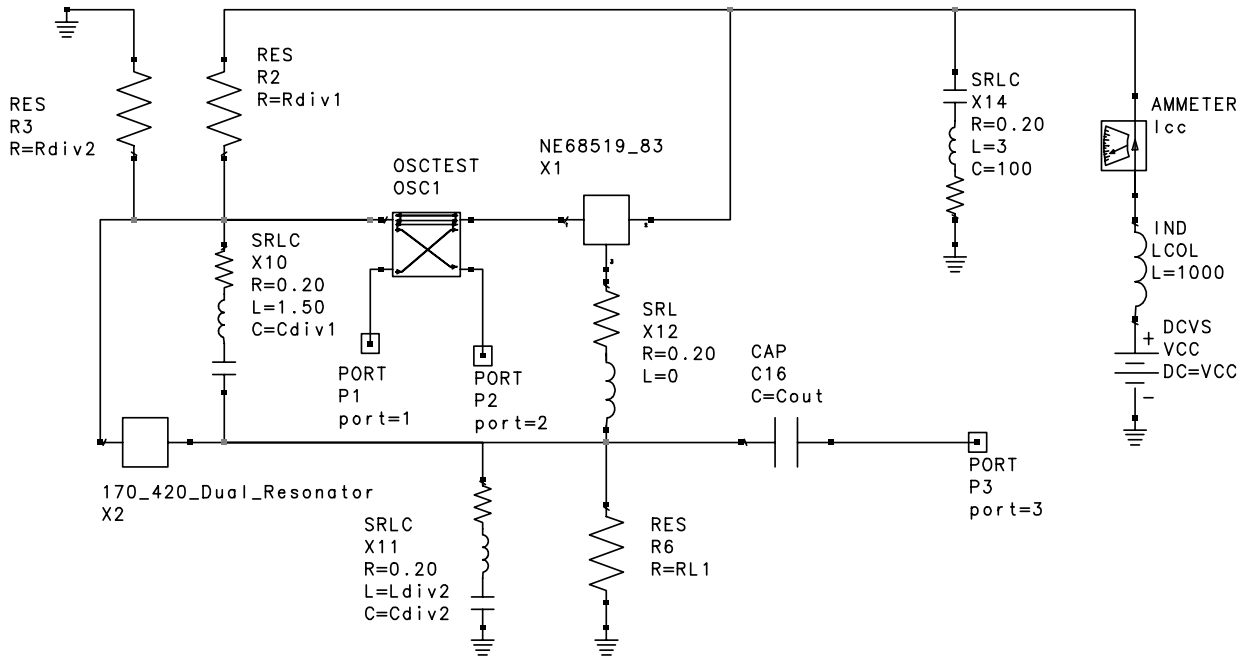 RES
R2
R=Rdiv1
RES
R3
R=Rdiv2
SRLC
X14
R=0.20
L=3
C=100
AMMETER
Icc
NE68519_83
X1
OSCTEST
OSC1
1
2
3
SRLC
X10
R=0.20
L=1.50
C=Cdiv1
IND
LCOL
L=1000
SRL
X12
R=0.20
L=0
+
DCVS
VCC
DC=VCC
-
CAP
C16
C=Cout
PORT
P1
port=1
PORT
P2
port=2
PORT
P3
port=3
170_420_Dual_Resonator
X2
SRLC
X11
R=0.20
L=Ldiv2
C=Cdiv2
RES
R6
R=RL1